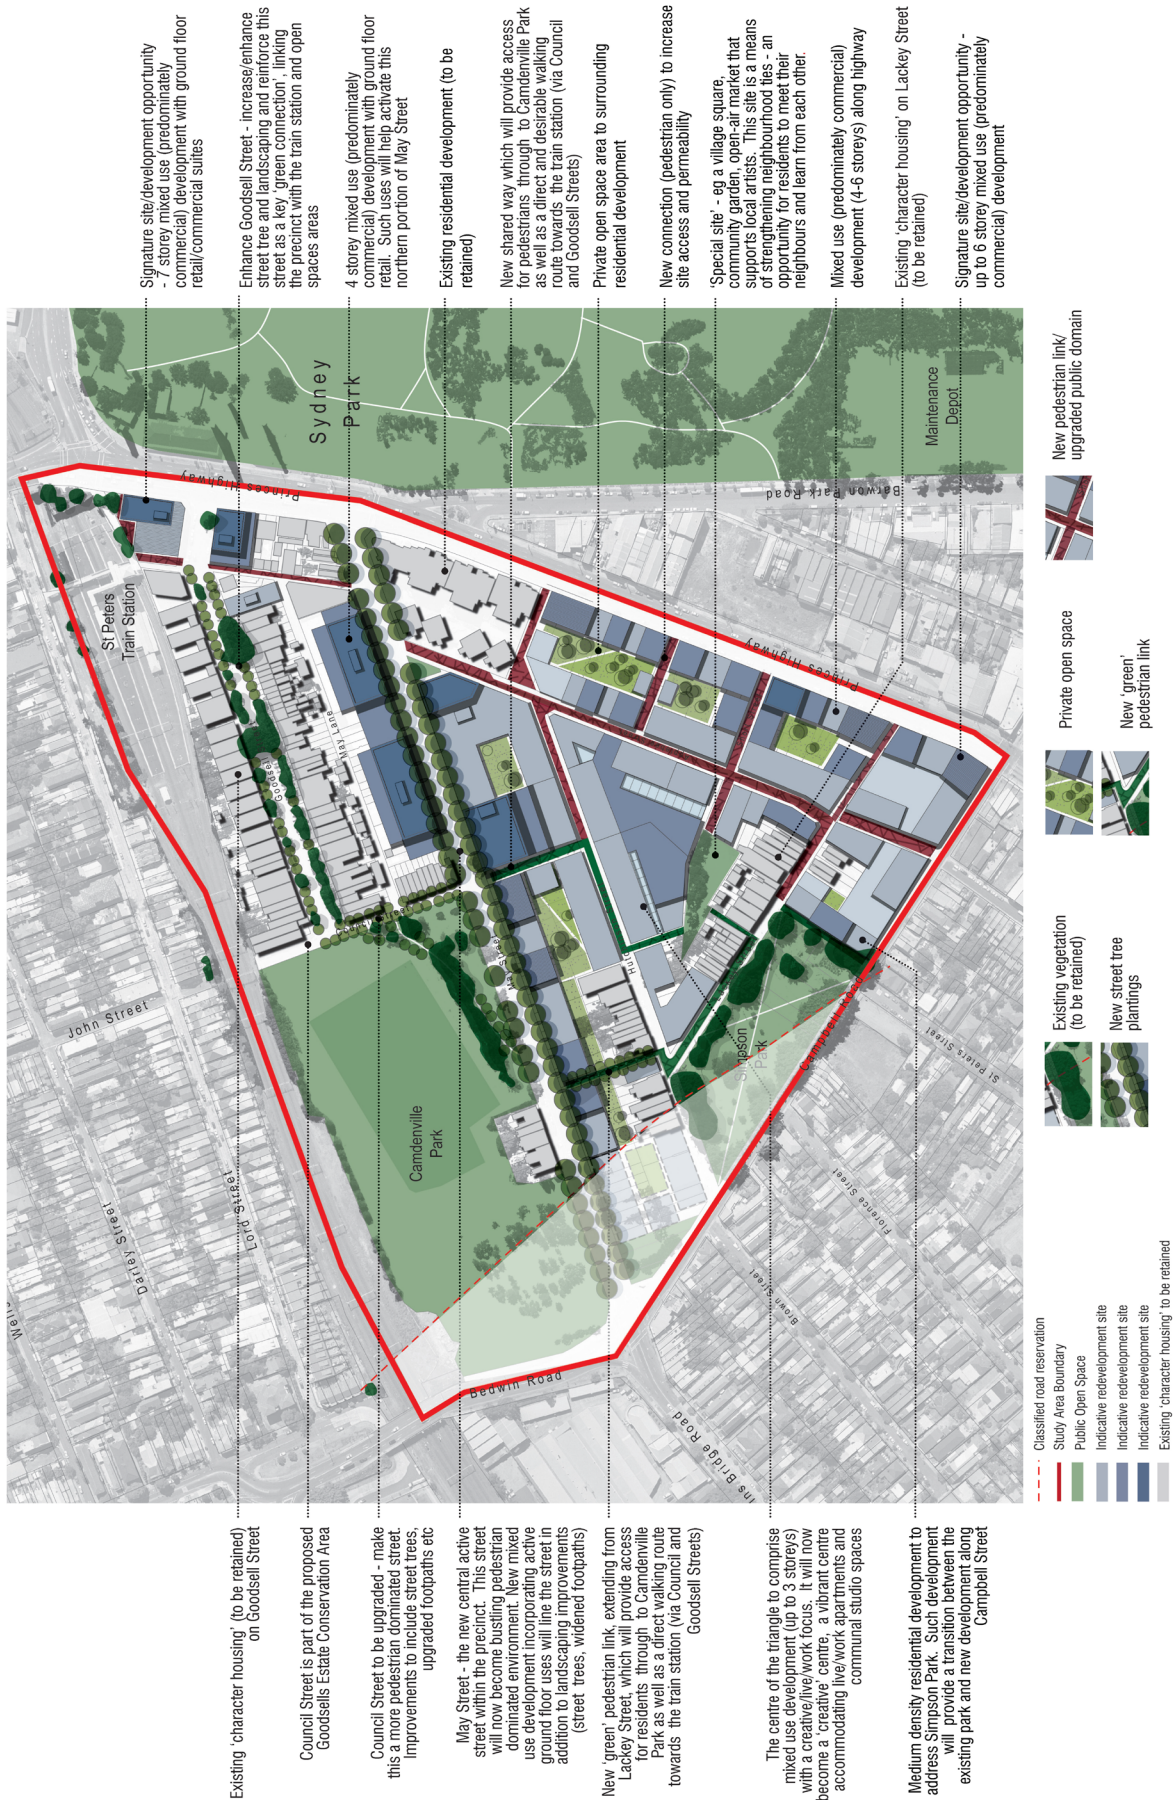 Signature site/development opportunity
- 7 storey mixed use (predominately
commercial) development with ground floor
retail/commercial suites
Enhance Goodsell Street - increase/enhance
street tree and landscaping and reinforce this
street as a key 'green connection', linking
the precinct with the train station and open
spaces areas
4 storey mixed use (predominately
commercial) development with ground floor
retail. Such uses will help activate this
northern portion of May Street
Existing residential development (to be
retained)
New shared way which will provide access
for pedestrians through to Camdenville Park
as well as a direct and desirable walking
route towards the train station (via Council
and Goodsell Streets)
Private open space area to surrounding
residential development
New connection (pedestrian only) to increase
site access and permeability
'Special site' - eg a village square,
community garden, open-air market that
supports local artists. This site is a means
of strengthening neighbourhood ties - an
opportunity for residents to meet their
neighbours and learn from each other.
Mixed use (predominately commercial)
development (4-6 storeys) along highway
Existing 'character housing' on Lackey Street
(to be retained)
Signature site/development opportunity -
up to 6 storey mixed use (predominately
commercial) development
Sydney
Park
Maintenance
Depot
Princes Highway
Barwon Park Road
Princes Highway
St Peters
Train Station
Goodsell
May Lane
Council Street
May Street
Camdenville
Park
Simpson
Park
Campbell Road
John Street
Lord Street
Darley Street
Bedwin Road
St Peters Street
Florence Street
Brown Street
ins Bridge Road
Existing 'character housing' (to be retained)
on Goodsell Street
Council Street is part of the proposed
Goodsells Estate Conservation Area
Council Street to be upgraded - make
this a more pedestrian dominated street.
Improvements to include street trees,
upgraded footpaths etc
May Street - the new central active
street within the precinct. This street
will now become bustling pedestrian
dominated environment. New mixed
use development incorporating active
ground floor uses will line the street in
addition to landscaping improvements
(street trees, widened footpaths)
New 'green' pedestrian link, extending from
Lackey Street, which will provide access
for residents through to Camdenville
Park as well as a direct walking route
towards the train station (via Council and
Goodsell Streets)
The centre of the triangle to comprise
mixed use development (up to 3 storeys)
with a creative/live/work focus. It will now
become a 'creative' centre, a vibrant centre
accommodating live/work apartments and
communal studio spaces
Medium density residential development to
address Simpson Park. Such development
will provide a transition between the
existing park and new development along
Campbell Street
Classified road reservation
Study Area Boundary
Public Open Space
Indicative redevelopment site
Indicative redevelopment site
Indicative redevelopment site
Existing 'character housing' to be retained
Existing vegetation
(to be retained)
New street tree
plantings
Private open space
New 'green'
pedestrian link
New pedestrian link/
upgraded public domain